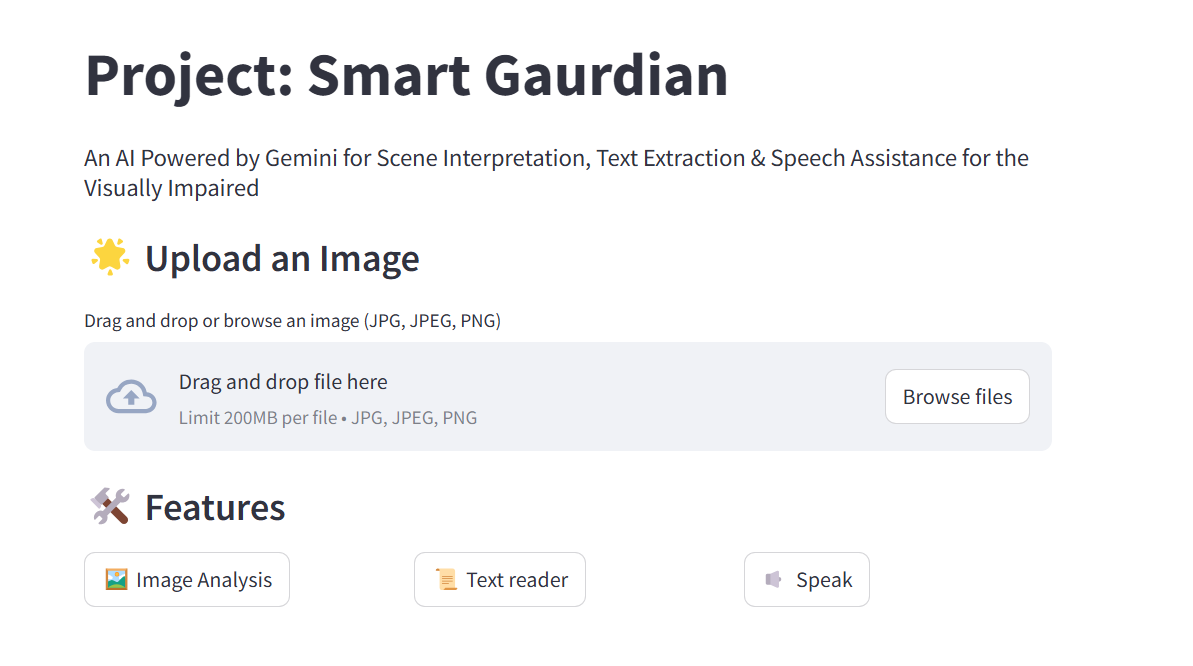 Project: Smart Gaurdian
An AI Powered by Gemini for Scene Interpretation, Text Extraction & Speech Assistance for the
Visually Impaired
Upload an Image
Drag and drop or browse an image (JPG, JPEG, PNG)
Drag and drop file here
Limit 200MB per file • JPG, JPEG, PNG
Browse files
Features
Image Analysis
Text reader
Speak